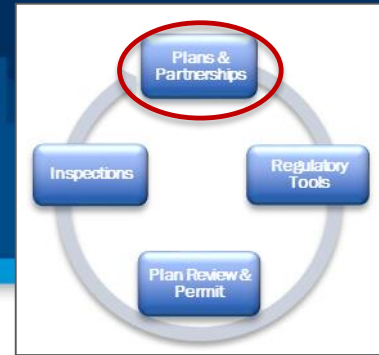 Plans &
Partnerships
Inspections
Regulatory
Tools
Plan Review &
Permit